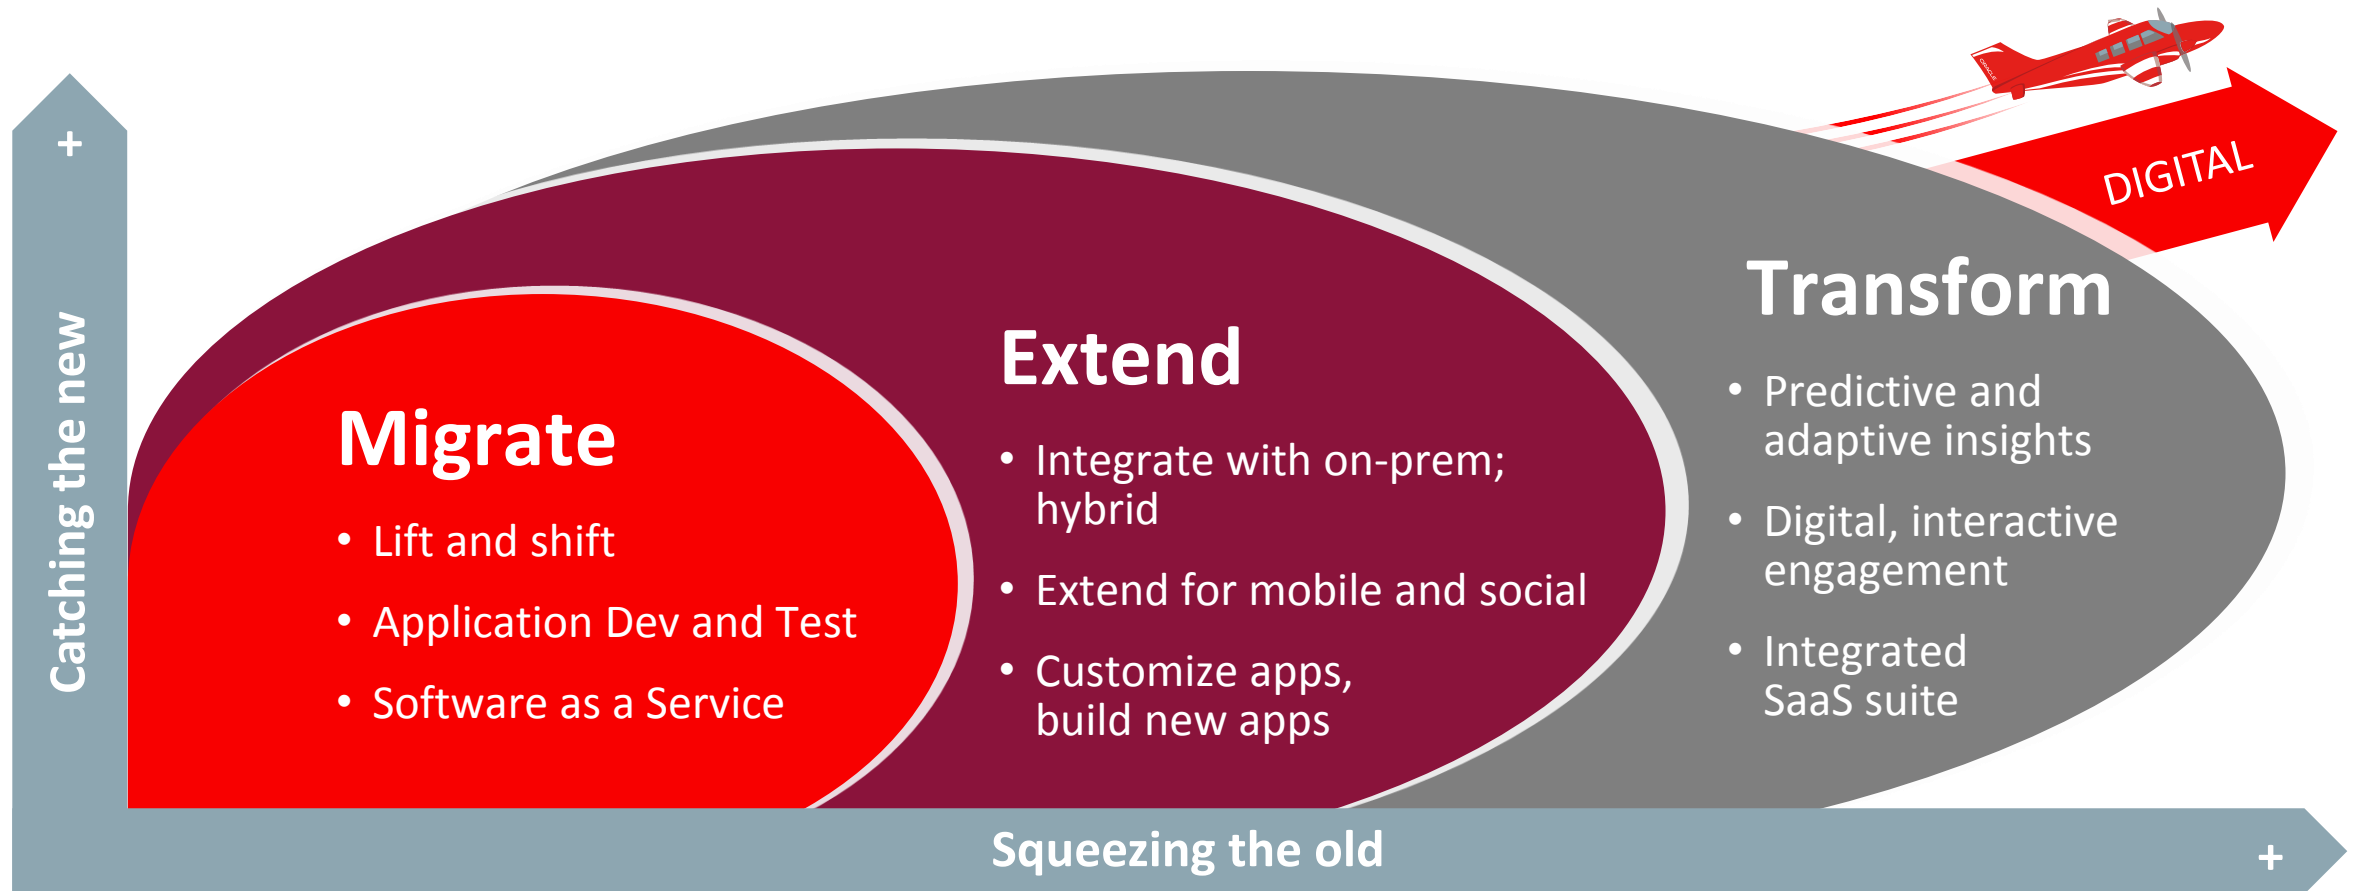 ORACLE
DIGITAL
+
Catching the new
Migrate
• Lift and shift
• Application Dev and Test
• Software as a Service
Extend
• Integrate with on-prem;
hybrid
• Extend for mobile and social
• Customize apps,
build new apps
Transform
• Predictive and
adaptive insights
• Digital, interactive
engagement
• Integrated
SaaS suite
Squeezing the old
+